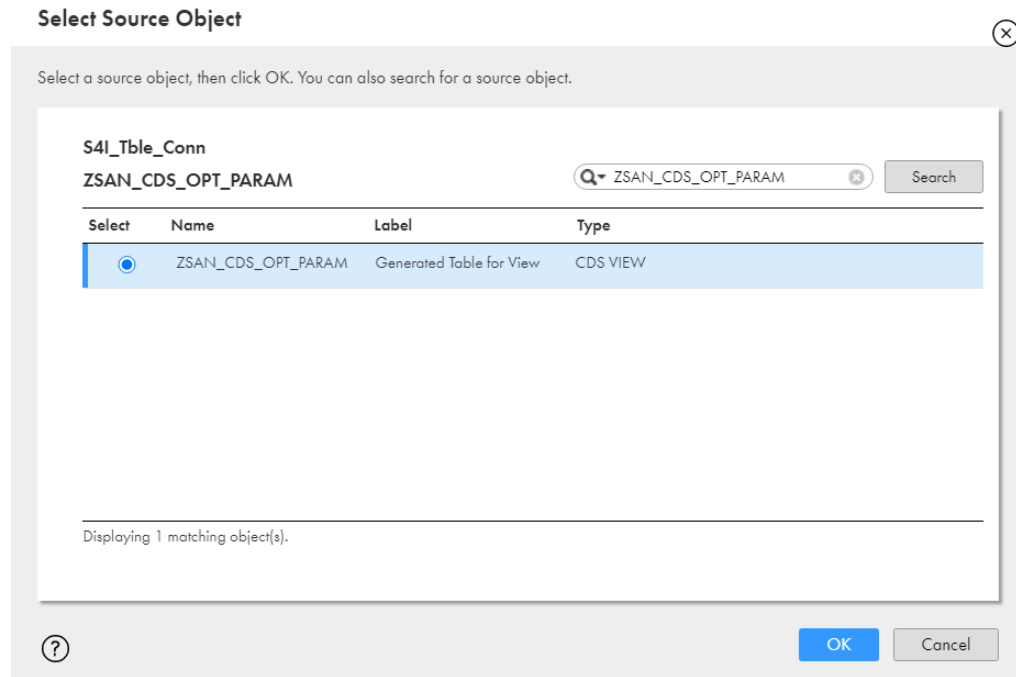 Select Source Object
Select a source object, then click OK. You can also search for a source object.
S4I_Tble_Conn
ZSAN_CDS_OPT_PARAM
ZSAN_CDS_OPT_PARAM Search
Select Name Label Type
ZSAN_CDS_OPT_PARAM Generated Table for View CDS VIEW
Displaying 1 matching object(s).
? OK Cancel